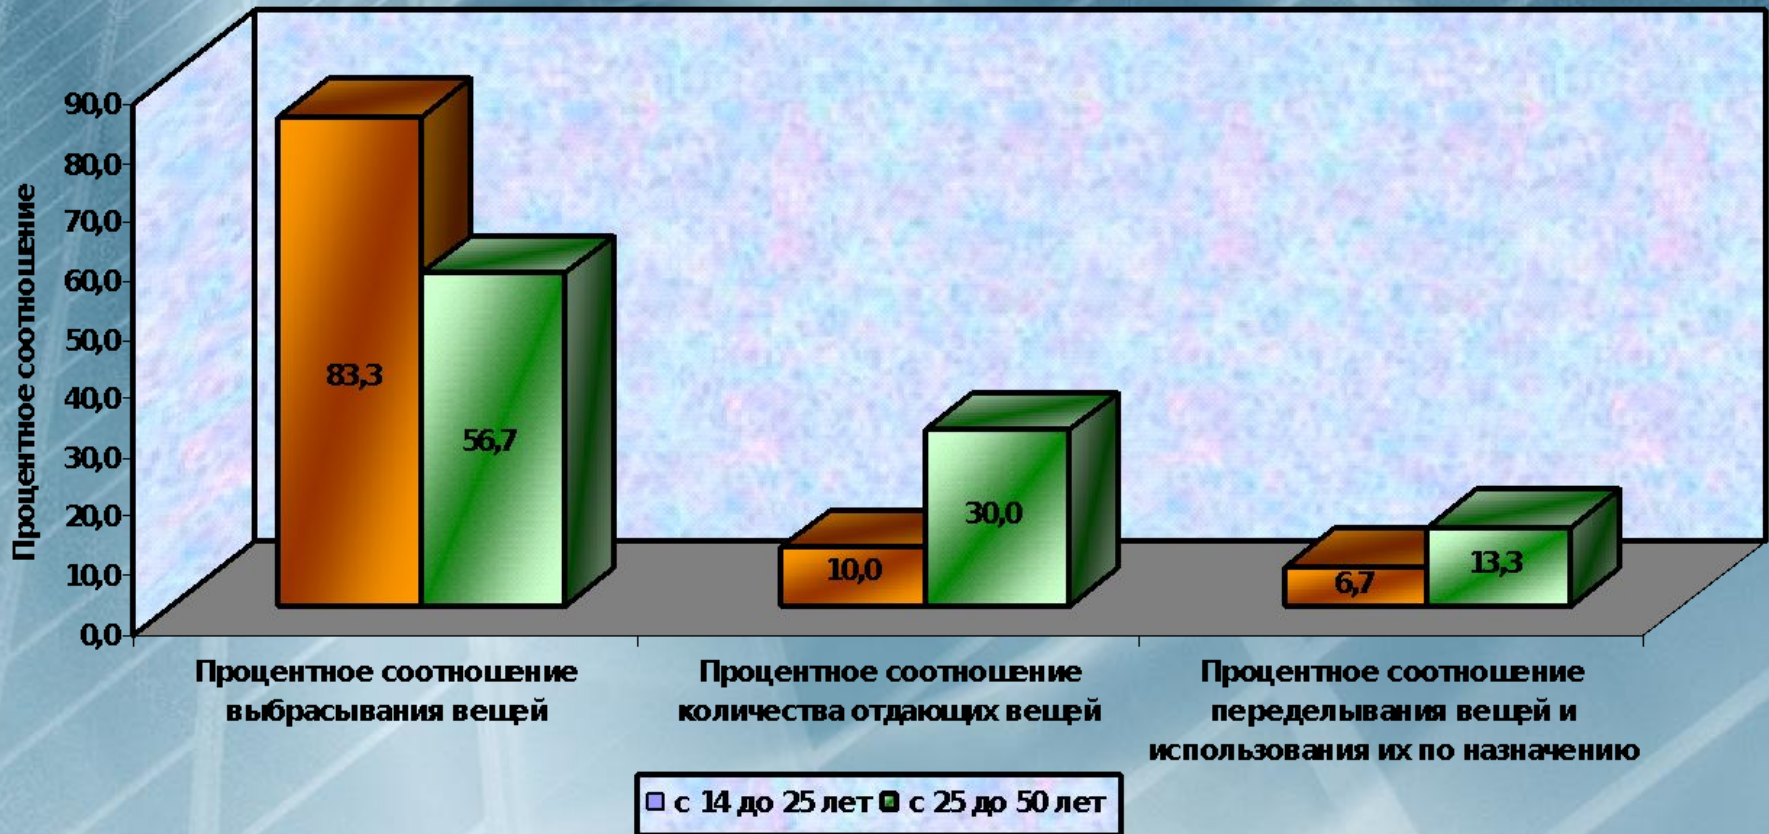 Процентное соотношение
90,0
80,0
70,0
60,0
50,0
40,0
30,0
20,0
10,0
0,0
83,3
56,7
10,0
30,0
6,7
13,3
Процентное соотношение
выбрасывания вещей
Процентное соотношение
количества отдающих вещей
Процентное соотношение
переделывания вещей и
использования их по назначению
с 14 до 25 лет с 25 до 50 лет